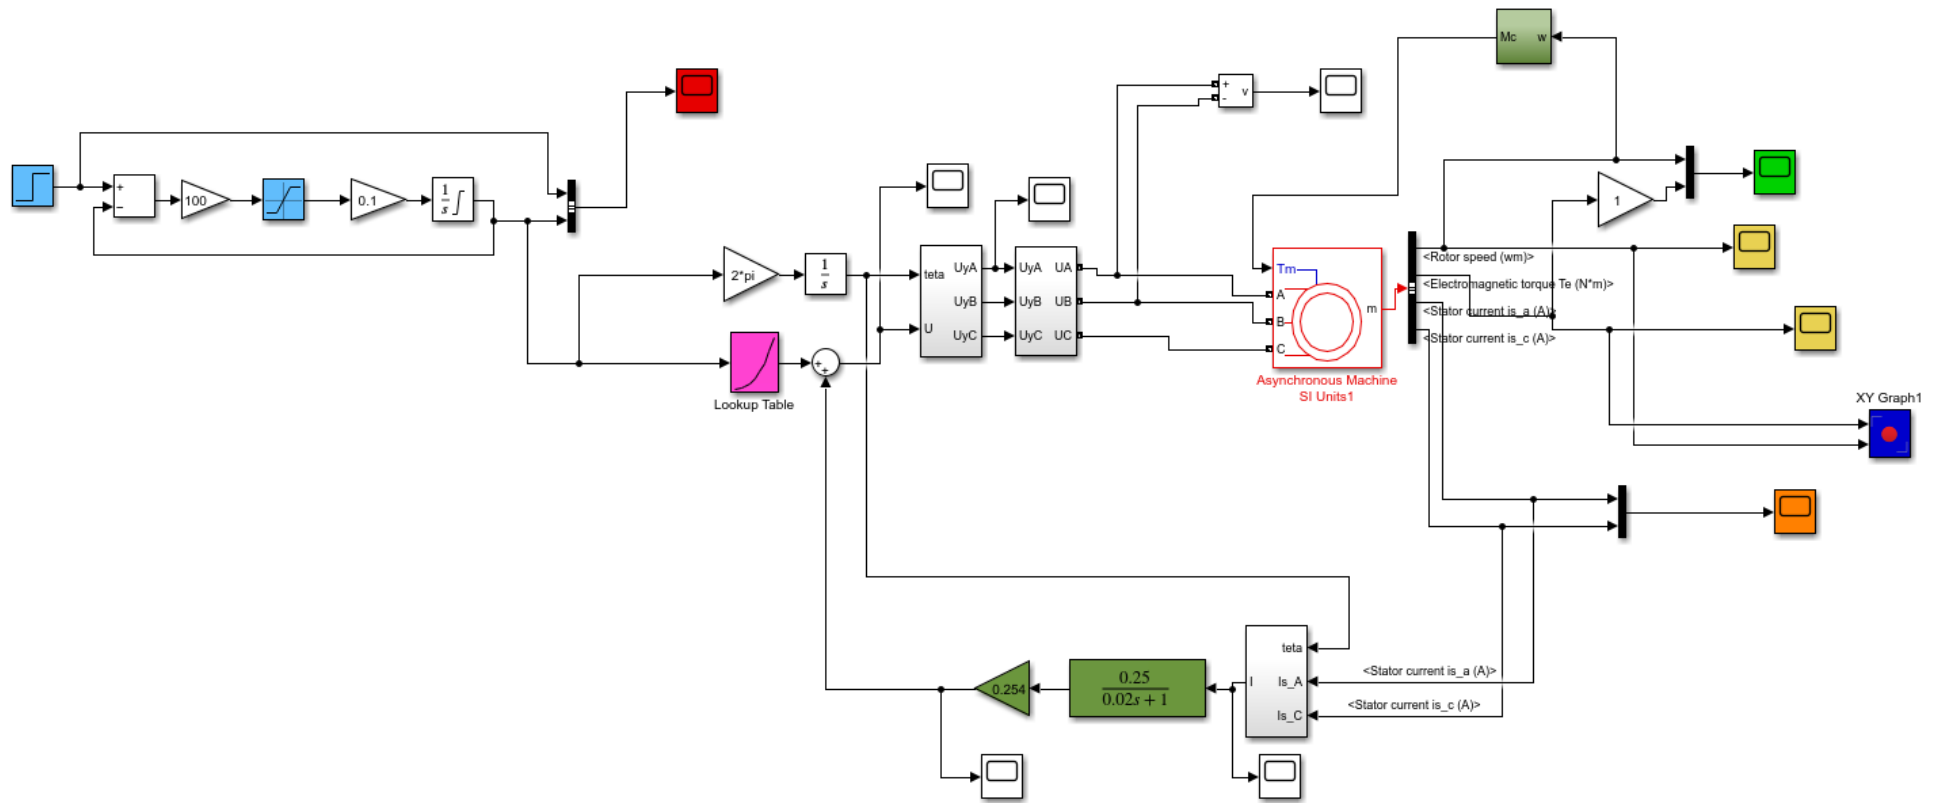 Mc w
+
-
v
+
−
100
0.1
1
s
1
2*pi
1
s
teta
U
UyA
UyB
UyC
UyA
UyB
UyC
UA
UB
UC
Tm
A
B
C
m
<Rotor speed (wm)>
<Electromagnetic torque Te (N*m)>
<Stator current is_a (A)>
<Stator current is_c (A)>
+
+
Lookup Table
Asynchronous Machine
SI Units1
XY Graph1
teta
I
Is_A
Is_C
<Stator current is_a (A)>
<Stator current is_c (A)>
0.254
0.25
0.02s + 1